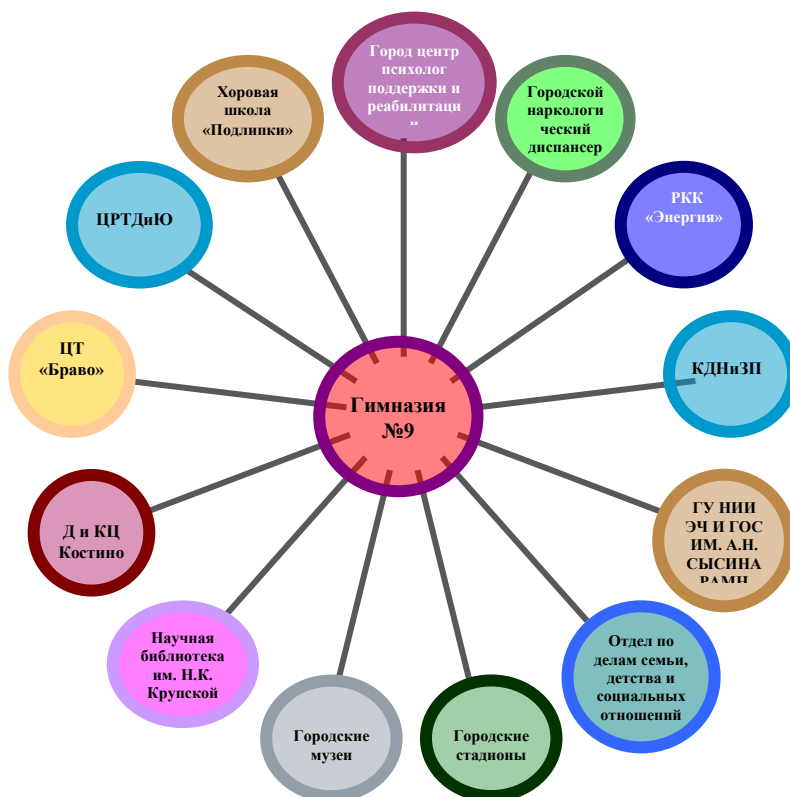 Город центр
психолог
поддержки и
реабилитаци
и
Городской
наркологи
ческий
диспансер
РКК
«Энергия»
КДНиЗП
ГУ НИИ
ЭЧ И ГОС
ИМ. А.Н.
СЫСИНА
РАМН
Отдел по
делам семьи,
детства и
социальных
отношений
Городские
стадионы
Городские
музеи
Научная
библиотека
им. Н.К.
Крупской
Д и КЦ
Костино
ЦТ
«Браво»
ЦРТДиЮ
Хоровая
школа
«Подлипки»
Гимназия
№9